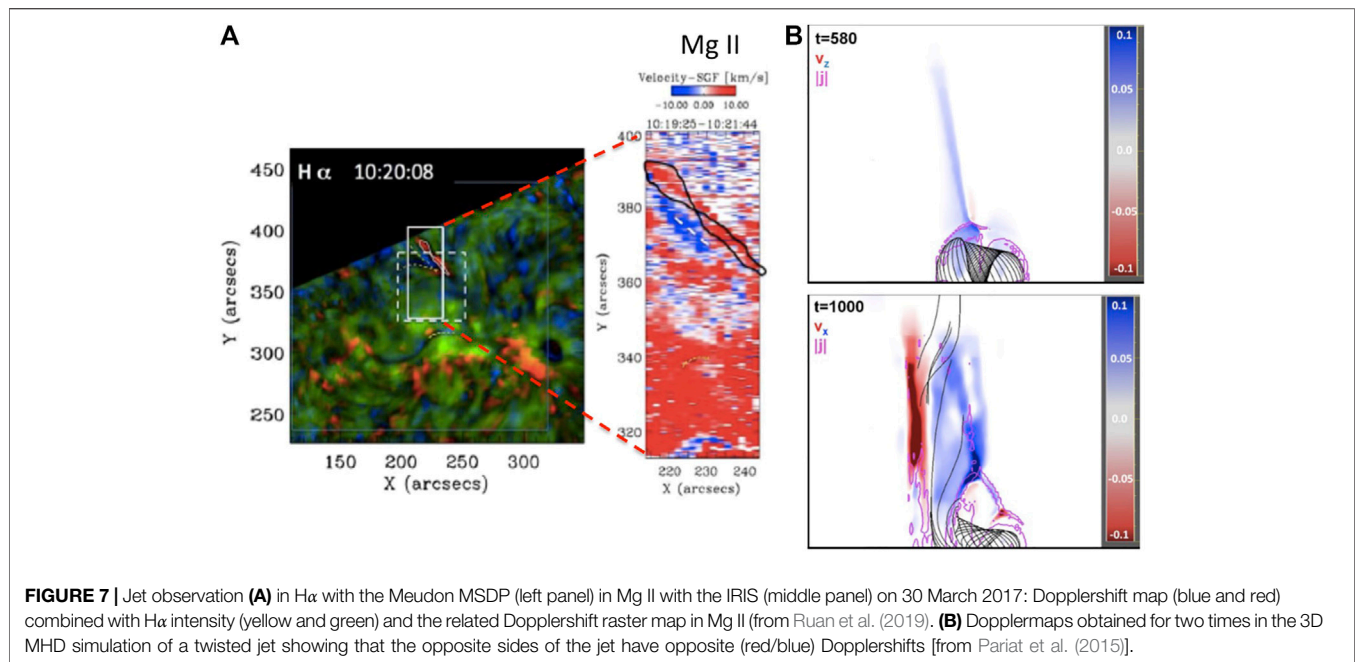 A
Mg II
Velocity-SGF [km/s]
-10.00 0.00 10.00
10:19:25-10:21:44
Hα 10:20:08
450
400
350
300
250
Y (arcsecs)
150 200 250 300
X (arcsecs)
400
380
360
340
320
Y (arcsecs)
220 230 240
X (arcsecs)
B
t=580
vz
|j|
0.1
0.05
0.0
-0.05
-0.1
t=1000
vx
|j|
0.1
0.05
0.0
-0.05
-0.1
FIGURE 7 | Jet observation (A) in Hα with the Meudon MSDP (left panel) in Mg II with the IRIS (middle panel) on 30 March 2017: Dopplershift map (blue and red)
combined with Hα intensity (yellow and green) and the related Dopplershift raster map in Mg II (from Ruan et al. (2019). (B) Dopplermaps obtained for two times in the 3D
MHD simulation of a twisted jet showing that the opposite sides of the jet have opposite (red/blue) Dopplershifts [from Pariat et al. (2015)].